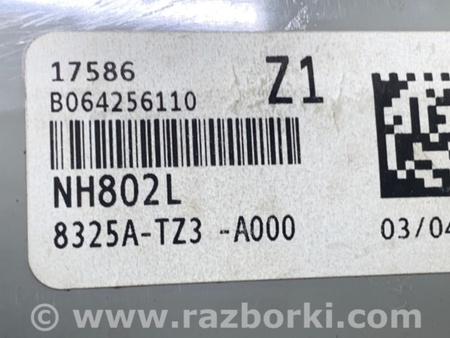 17586
B064256110
Z1
NH802L
8325A-TZ3 -A000
03/04
© www.razborki.com